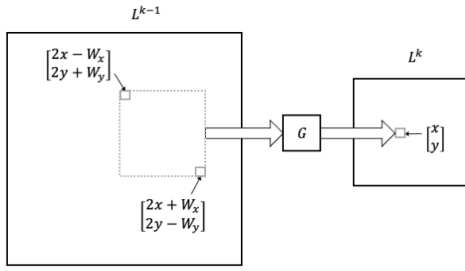 L^{k-1}
[2x − W_x
2y + W_y]
L^k
G
[x
y]
[2x + W_x
2y − W_y]